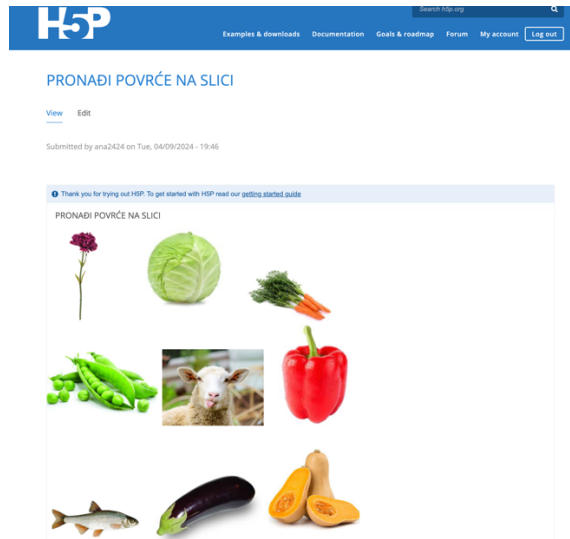 H5P
Search h5p.org
Examples & downloads Documentation Goals & roadmap Forum My account Log out
PRONAĐI POVRĆE NA SLICI
View Edit
Submitted by ana2424 on Tue, 04/09/2024 - 19:46
Thank you for trying out H5P. To get started with H5P read our getting started guide
PRONAĐI POVRĆE NA SLICI